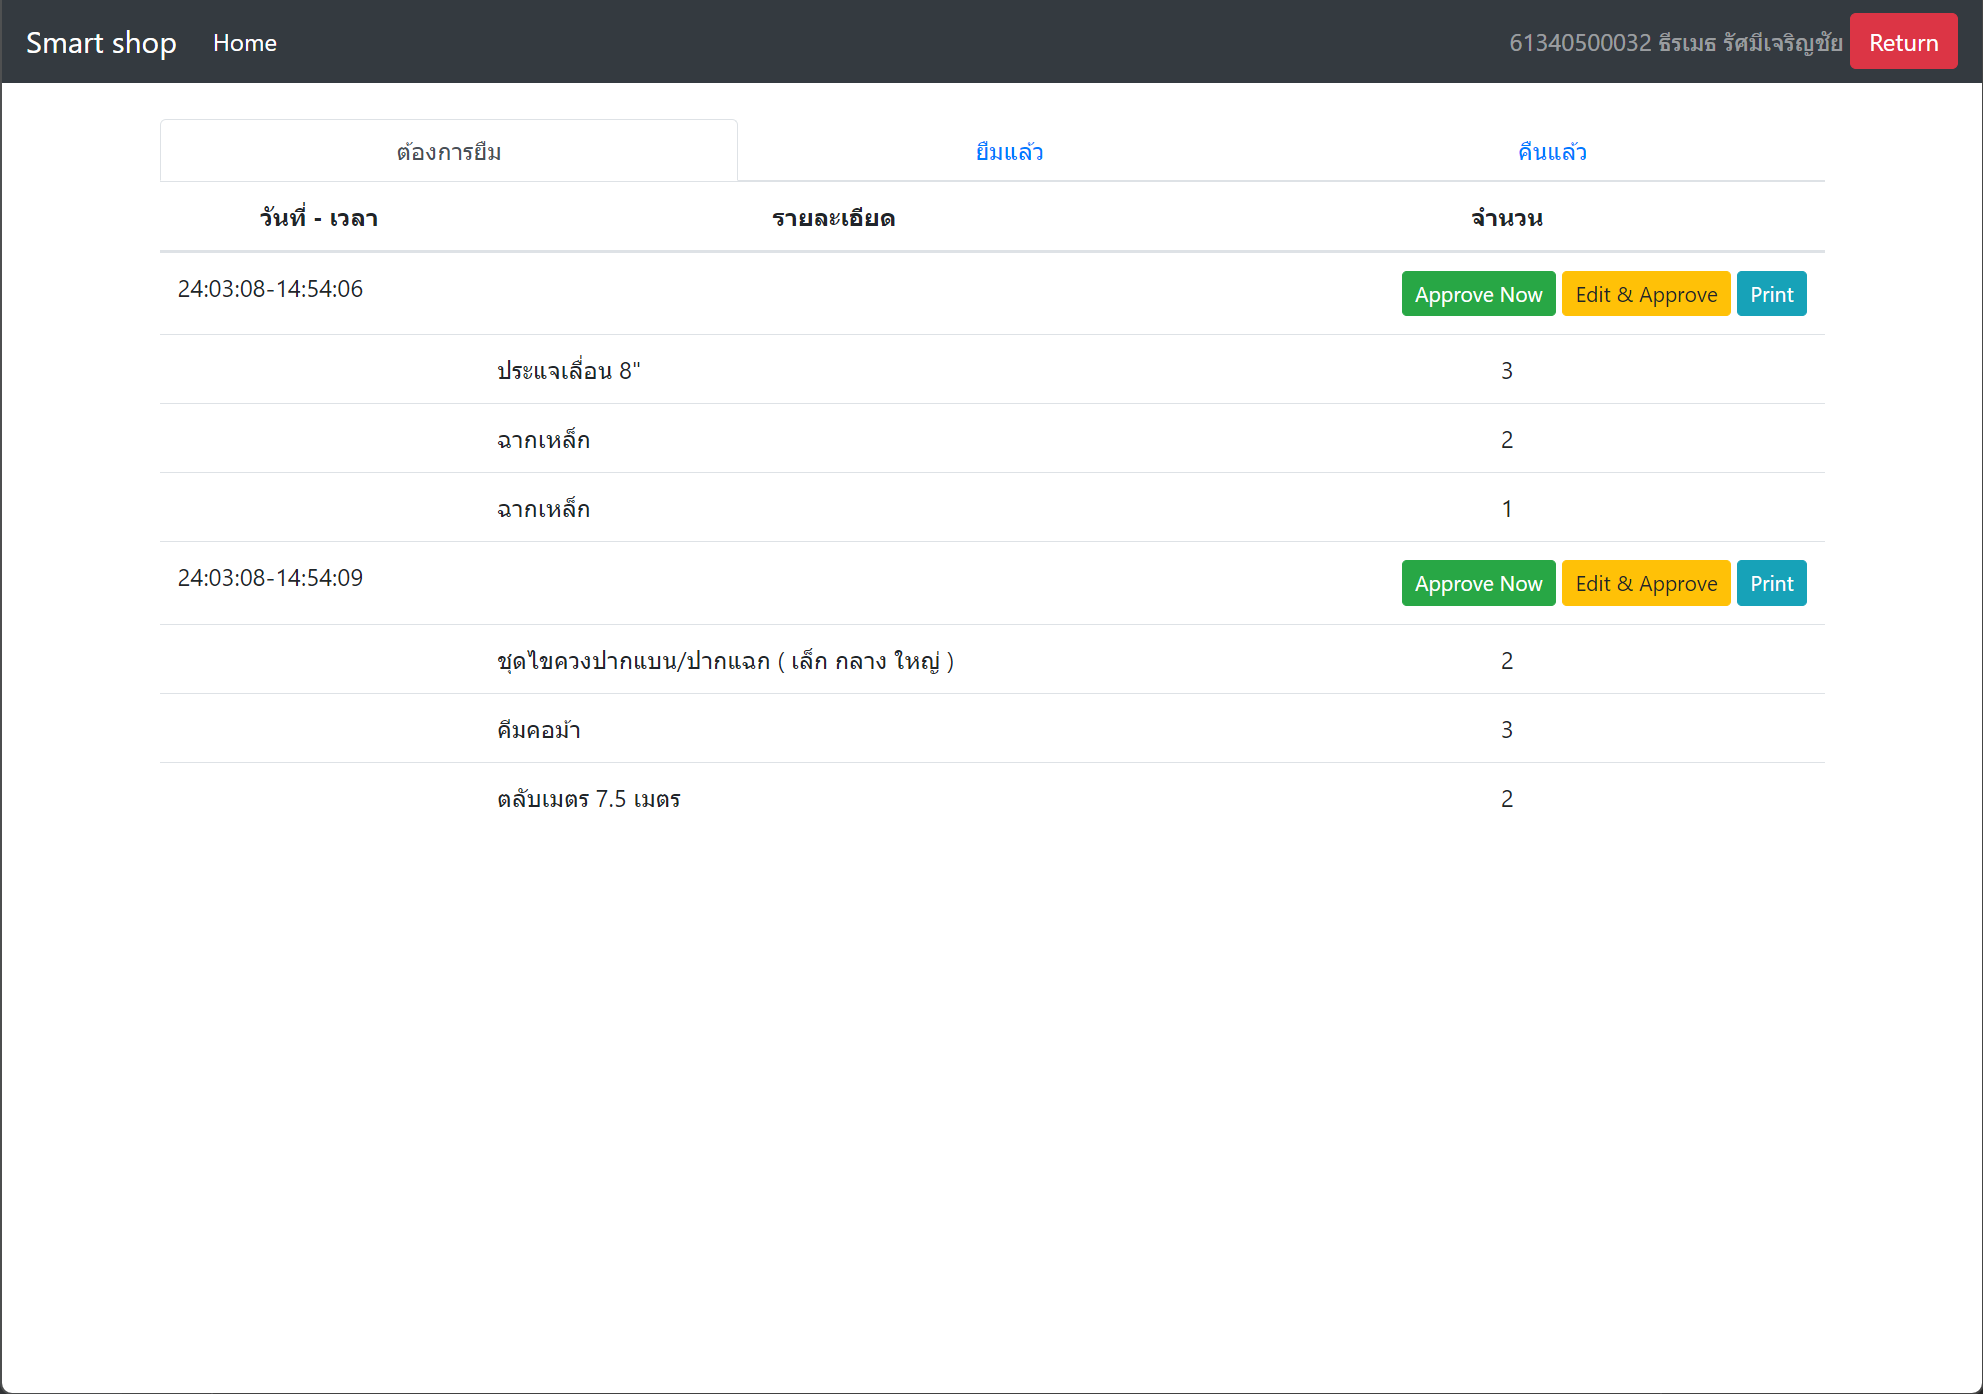 Smart shop Home 61340500032 ธีรเมธ รัศมีเจริญชัย Return
ต้องการยืม ยืมแล้ว คืนแล้ว
วันที่ - เวลา รายละเอียด จำนวน
24:03:08-14:54:06 Approve Now Edit & Approve Print
ประแจเลื่อน 8" 3
ฉากเหล็ก 2
ฉากเหล็ก 1
24:03:08-14:54:09 Approve Now Edit & Approve Print
ชุดไขควงปากแบน/ปากแฉก ( เล็ก กลาง ใหญ่ ) 2
คีมคอม้า 3
ตลับเมตร 7.5 เมตร 2